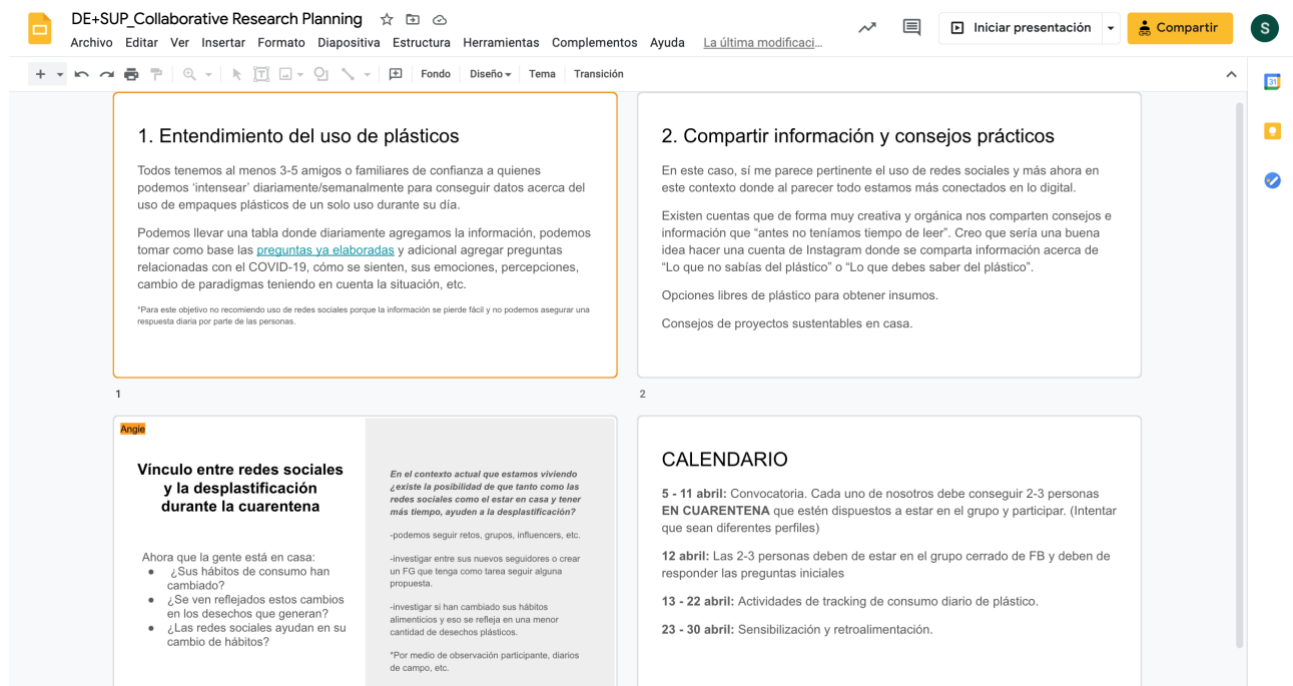 DE+SUP_Collaborative Research Planning
Archivo Editar Ver Insertar Formato Diapositiva Estructura Herramientas Complementos Ayuda La última modificaci...
Iniciar presentación
Compartir
S
Fondo Diseño Tema Transición
31
1. Entendimiento del uso de plásticos
Todos tenemos al menos 3-5 amigos o familiares de confianza a quienes
podemos 'intensear' diariamente/semanalmente para conseguir datos acerca del
uso de empaques plásticos de un solo uso durante su día.
Podemos llevar una tabla donde diariamente agregamos la información, podemos
tomar como base las preguntas ya elaboradas y adicional agregar preguntas
relacionadas con el COVID-19, cómo se sienten, sus emociones, percepciones,
cambio de paradigmas teniendo en cuenta la situación, etc.
*Para este objetivo no recomiendo uso de redes sociales porque la información se pierde fácil y no podemos asegurar una
respuesta diaria por parte de las personas.
1
2. Compartir información y consejos prácticos
En este caso, sí me parece pertinente el uso de redes sociales y más ahora en
este contexto donde al parecer todo estamos más conectados en lo digital.
Existen cuentas que de forma muy creativa y orgánica nos comparten consejos e
información que “antes no teníamos tiempo de leer”. Creo que sería una buena
idea hacer una cuenta de Instagram donde se comparta información acerca de
“Lo que no sabías del plástico” o “Lo que debes saber del plástico”.
Opciones libres de plástico para obtener insumos.
Consejos de proyectos sustentables en casa.
2
Angie
Vínculo entre redes sociales
y la desplastificación
durante la cuarentena
Ahora que la gente está en casa:
● ¿Sus hábitos de consumo han
cambiado?
● ¿Se ven reflejados estos cambios
en los desechos que generan?
● ¿Las redes sociales ayudan en su
cambio de hábitos?
En el contexto actual que estamos viviendo
¿existe la posibilidad de que tanto como las
redes sociales como el estar en casa y tener
más tiempo, ayuden a la desplastificación?
-podemos seguir retos, grupos, influencers, etc.
-investigar entre sus nuevos seguidores o crear
un FG que tenga como tarea seguir alguna
propuesta.
-investigar si han cambiado sus hábitos
alimenticios y eso se refleja en una menor
cantidad de desechos plásticos.
*Por medio de observación participante, diarios
de campo, etc.
CALENDARIO
5 - 11 abril: Convocatoria. Cada uno de nosotros debe conseguir 2-3 personas
EN CUARENTENA que estén dispuestos a estar en el grupo y participar. (Intentar
que sean diferentes perfiles)
12 abril: Las 2-3 personas deben de estar en el grupo cerrado de FB y deben de
responder las preguntas iniciales
13 - 22 abril: Actividades de tracking de consumo diario de plástico.
23 - 30 abril: Sensibilización y retroalimentación.